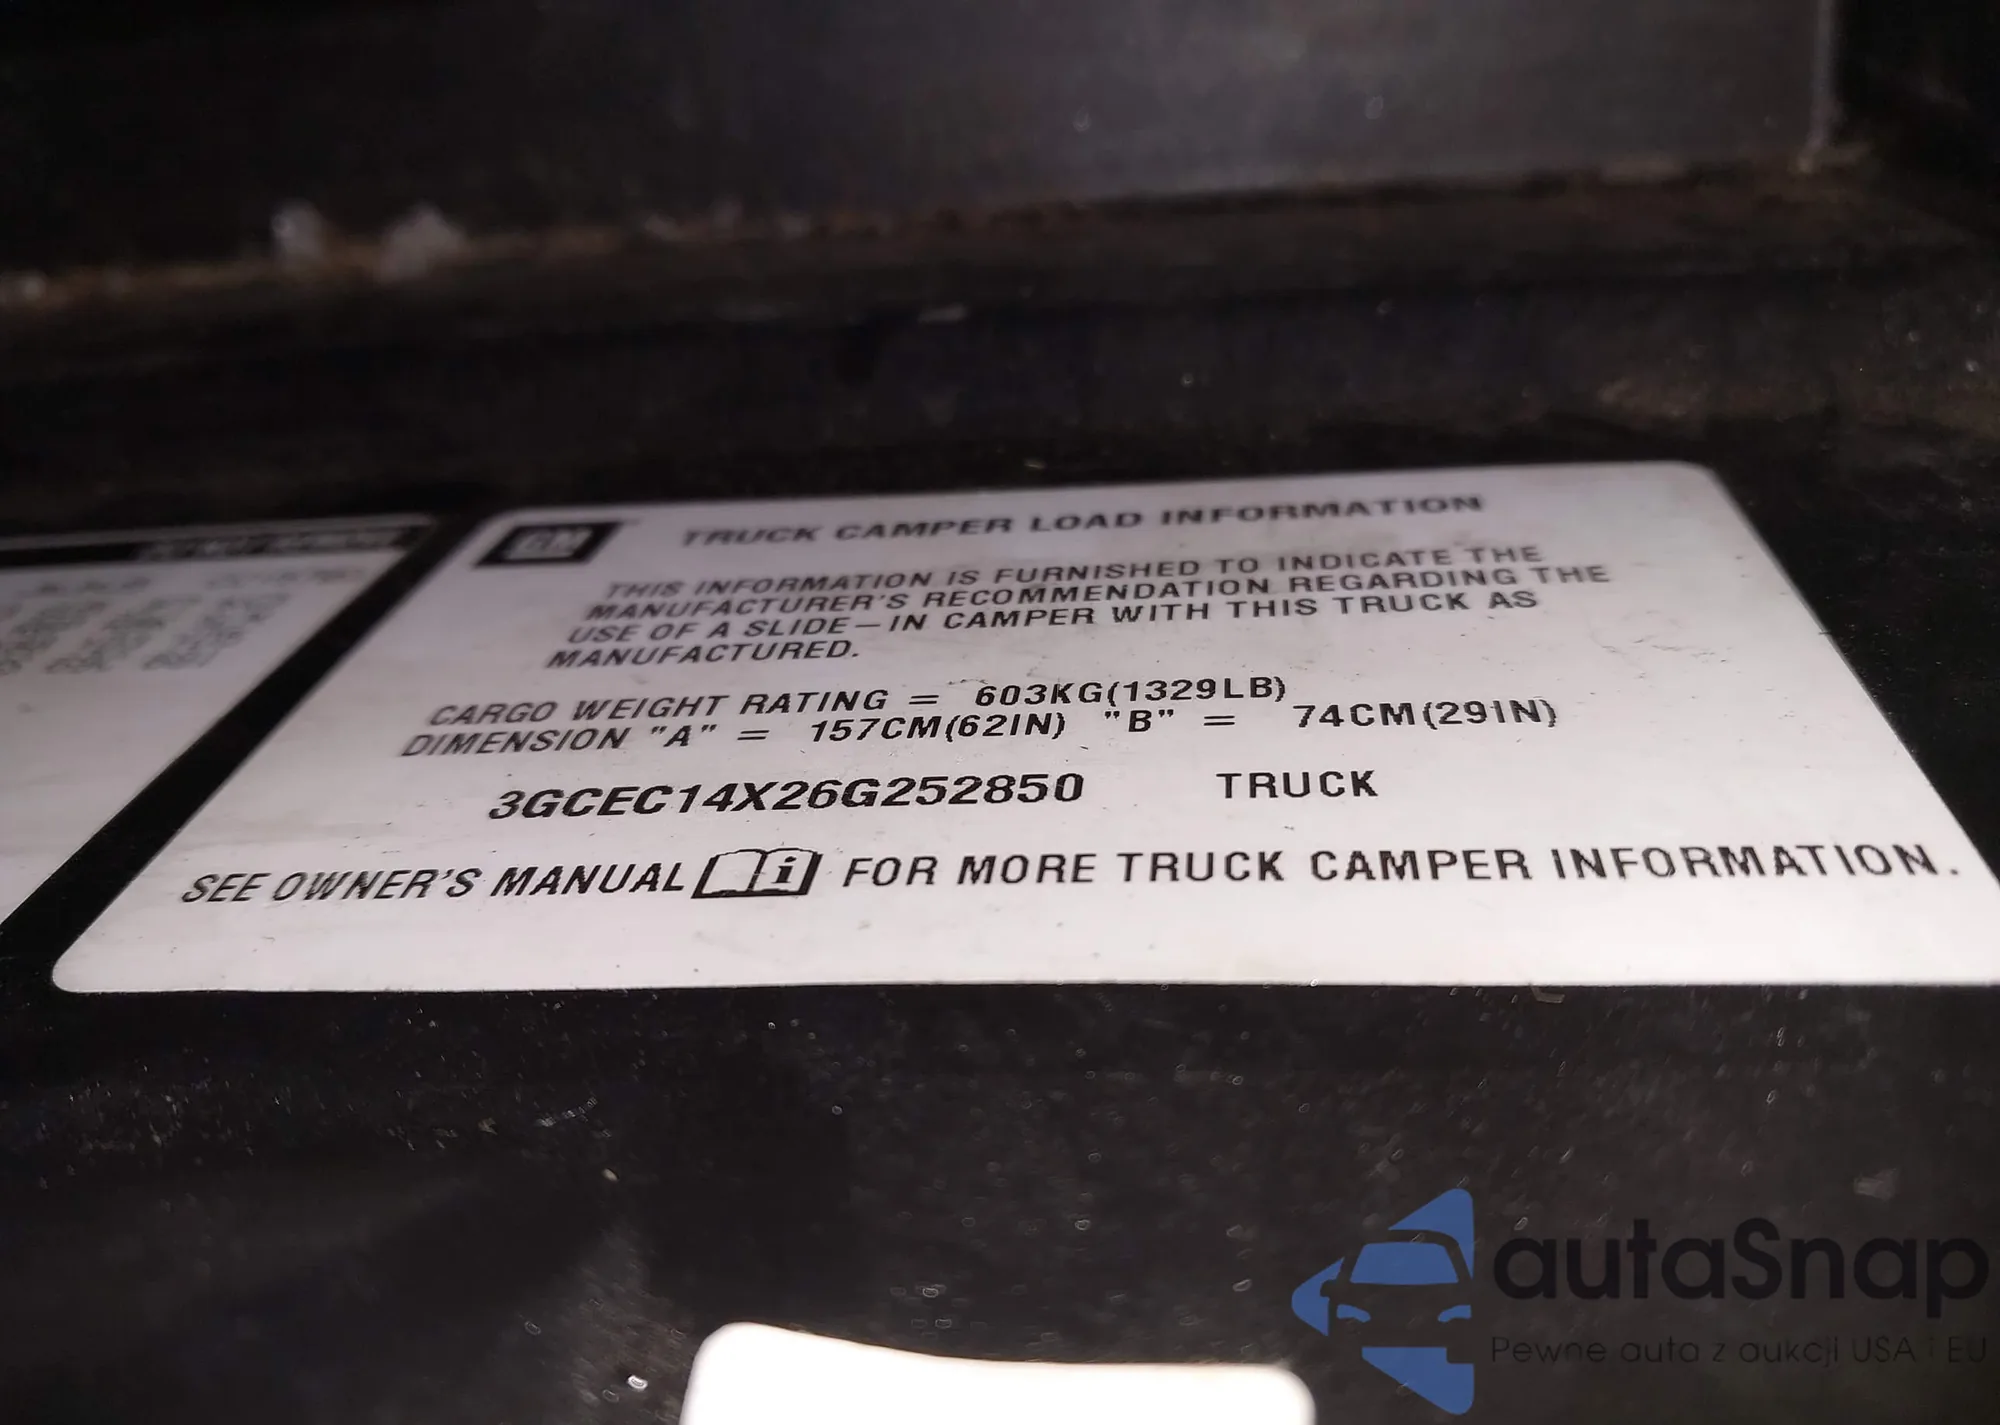 GM
TRUCK CAMPER LOAD INFORMATION
THIS INFORMATION IS FURNISHED TO INDICATE THE
MANUFACTURER'S RECOMMENDATION REGARDING THE
USE OF A SLIDE-IN CAMPER WITH THIS TRUCK AS
MANUFACTURED.
CARGO WEIGHT RATING = 603KG(1329LB)
DIMENSION "A" = 157CM(62IN) "B" = 74CM(29IN)
3GCEC14X26G252850 TRUCK
SEE OWNER'S MANUAL i FOR MORE TRUCK CAMPER INFORMATION.
autaSnap
Pewne auta z aukcji USA i EU